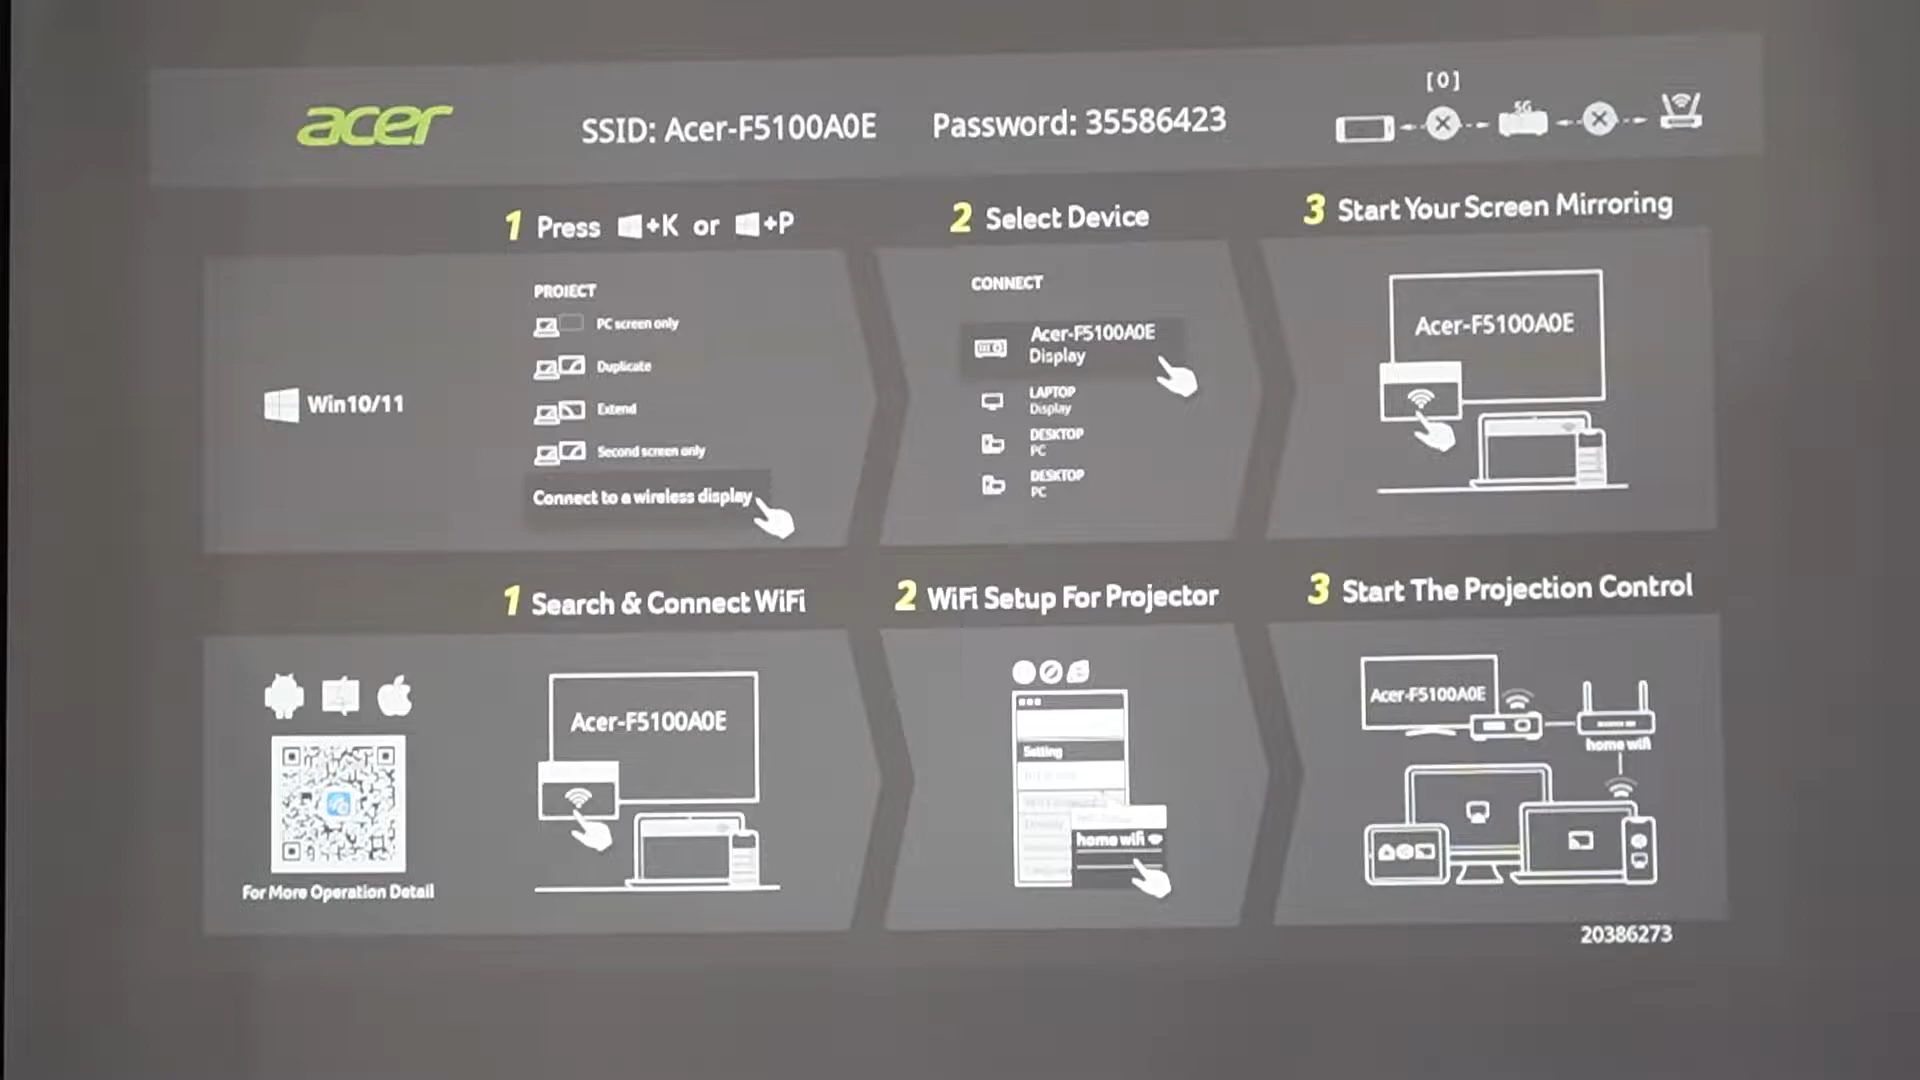 acer
SSID: Acer-F5100A0E
Password: 35586423
[0]
5G
1 Press +K or +P
2 Select Device
3 Start Your Screen Mirroring
Win10/11
PROJECT
PC screen only
Duplicate
Extend
Second screen only
Connect to a wireless display
CONNECT
Acer-F5100A0E
Display
LAPTOP
Display
DESKTOP
PC
DESKTOP
PC
Acer-F5100A0E
1 Search & Connect WiFi
2 WiFi Setup For Projector
3 Start The Projection Control
For More Operation Detail
Acer-F5100A0E
Setting
home wifi
Acer-F5100A0E
home wifi
20386273